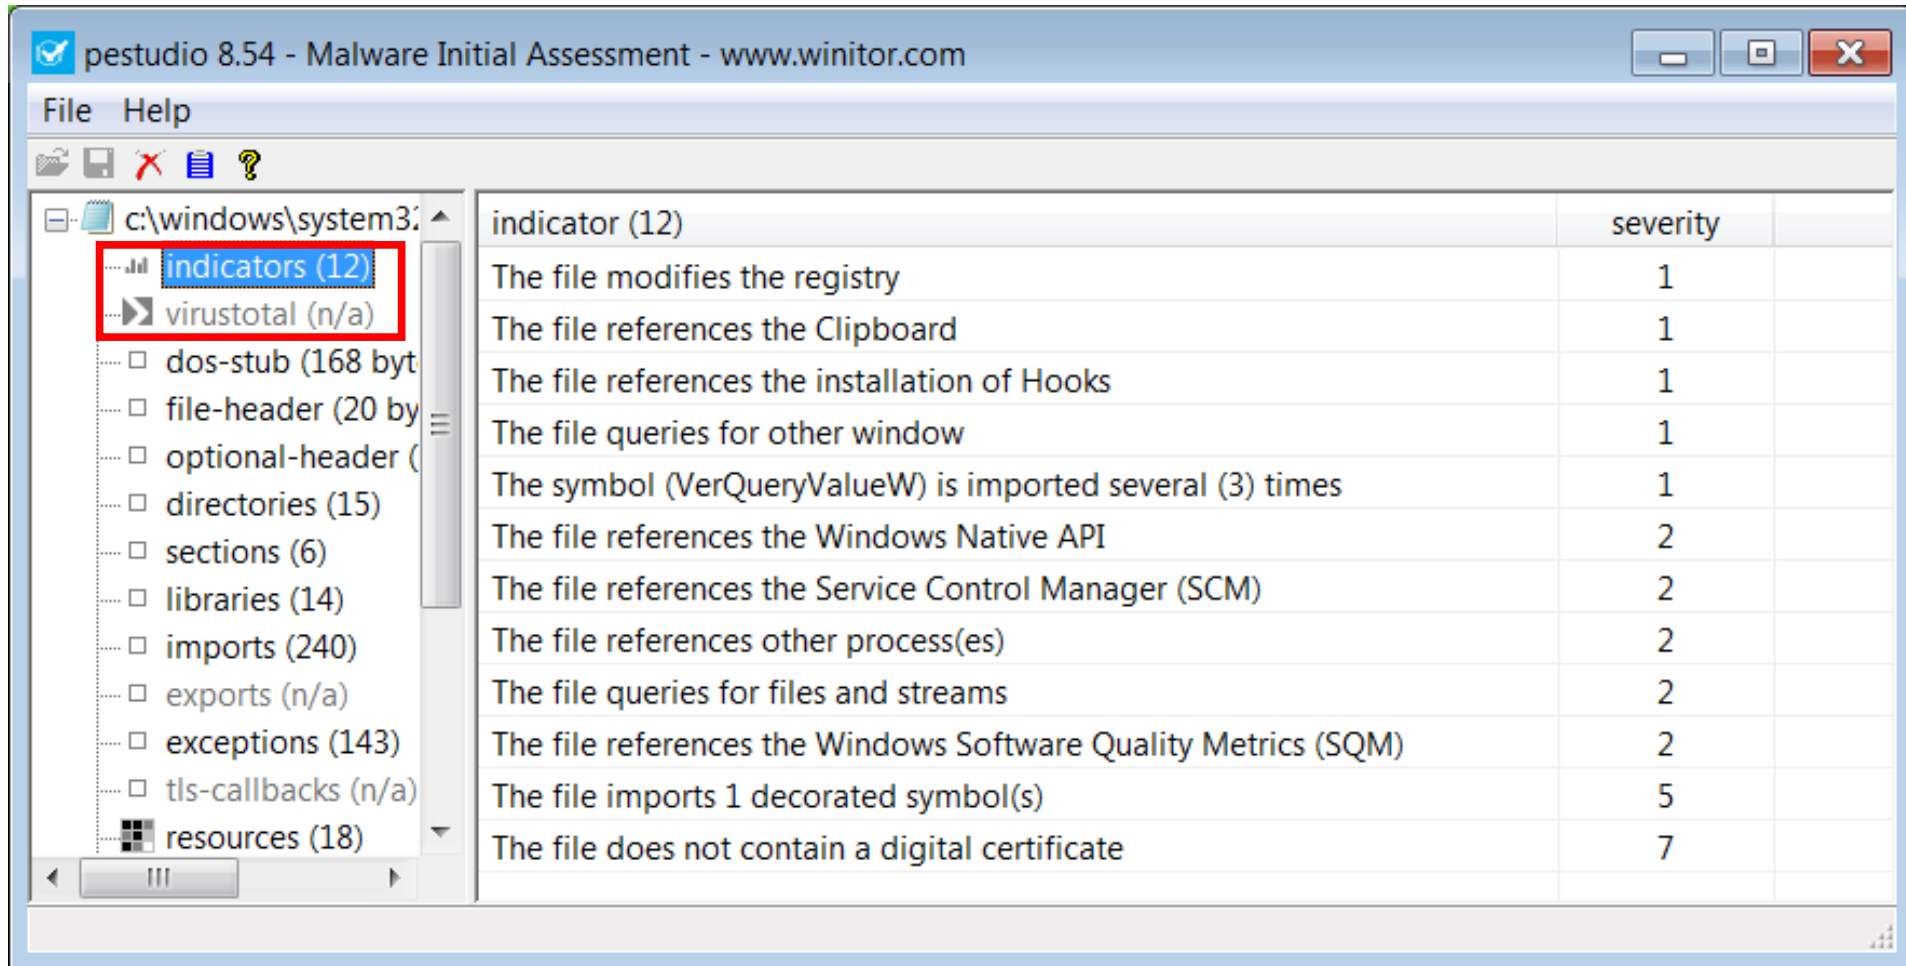 pestudio 8.54 - Malware Initial Assessment - www.winitor.com
File Help
c:\windows\system32
indicators (12)
virustotal (n/a)
dos-stub (168 byt
file-header (20 by
optional-header (
directories (15)
sections (6)
libraries (14)
imports (240)
exports (n/a)
exceptions (143)
tls-callbacks (n/a)
resources (18)
indicator (12) severity
The file modifies the registry 1
The file references the Clipboard 1
The file references the installation of Hooks 1
The file queries for other window 1
The symbol (VerQueryValueW) is imported several (3) times 1
The file references the Windows Native API 2
The file references the Service Control Manager (SCM) 2
The file references other process(es) 2
The file queries for files and streams 2
The file references the Windows Software Quality Metrics (SQM) 2
The file imports 1 decorated symbol(s) 5
The file does not contain a digital certificate 7